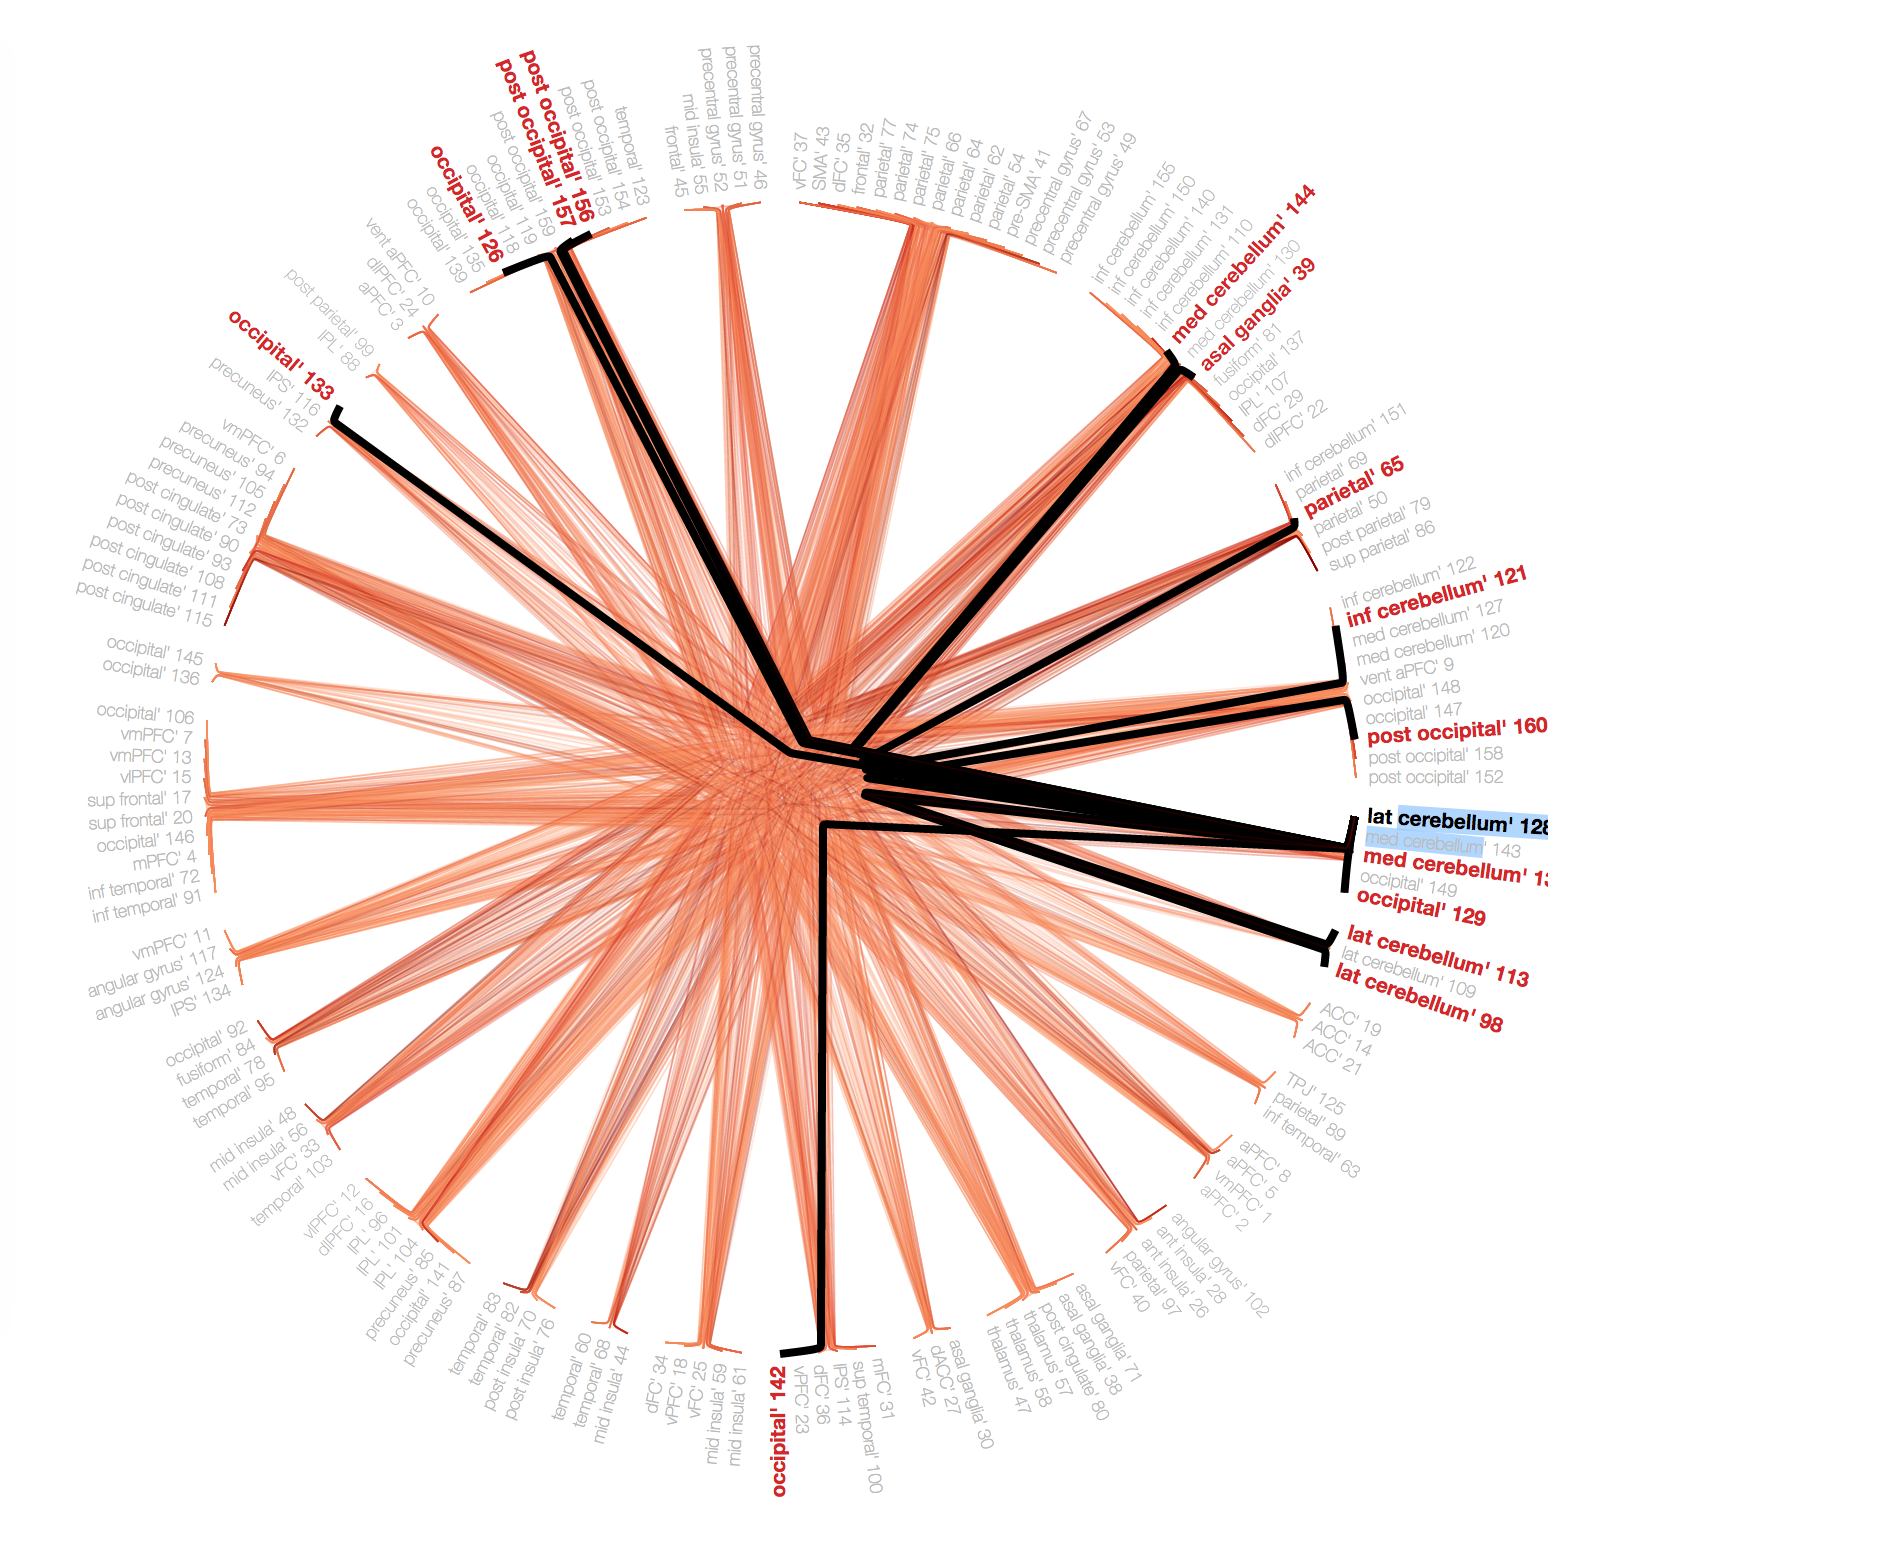 precentral gyrus' 46
precentral gyrus' 51
precentral gyrus' 52
mid insula' 55
frontal' 45
temporal' 123
post occipital' 154
post occipital' 153
post occipital' 156
post occipital' 157
post occipital' 159
occipital' 119
occipital' 118
occipital' 126
occipital' 135
occipital' 139
vent aPFC' 10
dlPFC' 24
aPFC' 3
post parietal' 99
IPL' 88
occipital' 133
IPS' 116
precuneus' 132
vmPFC' 6
precuneus' 94
precuneus' 105
precuneus' 112
post cingulate' 73
post cingulate' 90
post cingulate' 93
post cingulate' 108
post cingulate' 111
post cingulate' 115
occipital' 145
occipital' 136
occipital' 106
vmPFC' 7
vmPFC' 13
vlPFC' 15
sup frontal' 17
sup frontal' 20
occipital' 146
mPFC' 4
inf temporal' 72
inf temporal' 91
vmPFC' 11
angular gyrus' 117
angular gyrus' 124
IPS' 134
occipital' 92
fusiform' 84
temporal' 78
temporal' 95
mid insula' 48
mid insula' 56
vFC' 33
temporal' 103
vlPFC' 12
dlPFC' 16
IPL' 96
IPL' 101
IPL' 104
precuneus' 85
occipital' 141
precuneus' 87
temporal' 83
temporal' 82
post insula' 70
post insula' 76
temporal' 60
temporal' 68
mid insula' 44
dFC' 34
vPFC' 18
vFC' 25
mid insula' 59
mid insula' 61
occipital' 142
vPFC' 23
dFC' 36
IPS' 114
sup temporal' 100
mFC' 31
vFC' 42
dACC' 27
asal ganglia' 30
thalamus' 47
thalamus' 58
thalamus' 57
post cingulate' 80
asal ganglia' 38
asal ganglia' 71
vFC' 40
parietal' 97
ant insula' 26
ant insula' 28
angular gyrus' 102
aPFC' 2
vmPFC' 1
aPFC' 5
aPFC' 8
inf temporal' 63
parietal' 89
TPJ' 125
ACC' 21
ACC' 14
ACC' 19
lat cerebellum' 98
lat cerebellum' 109
lat cerebellum' 113
occipital' 129
occipital' 149
med cerebellum' 13
med cerebellum' 143
lat cerebellum' 128
post occipital' 152
post occipital' 158
post occipital' 160
occipital' 147
occipital' 148
vent aPFC' 9
med cerebellum' 120
med cerebellum' 127
inf cerebellum' 121
inf cerebellum' 122
sup parietal' 86
post parietal' 79
parietal' 50
parietal' 65
parietal' 69
inf cerebellum' 151
dlPFC' 22
dFC' 29
IPL' 107
occipital' 137
fusiform' 81
asal ganglia' 39
med cerebellum' 130
med cerebellum' 144
inf cerebellum' 110
inf cerebellum' 131
inf cerebellum' 140
inf cerebellum' 150
inf cerebellum' 155
precentral gyrus' 49
precentral gyrus' 53
precentral gyrus' 67
pre-SMA' 41
parietal' 54
parietal' 62
parietal' 64
parietal' 66
parietal' 75
parietal' 74
parietal' 77
frontal' 32
dFC' 35
SMA' 43
vFC' 37